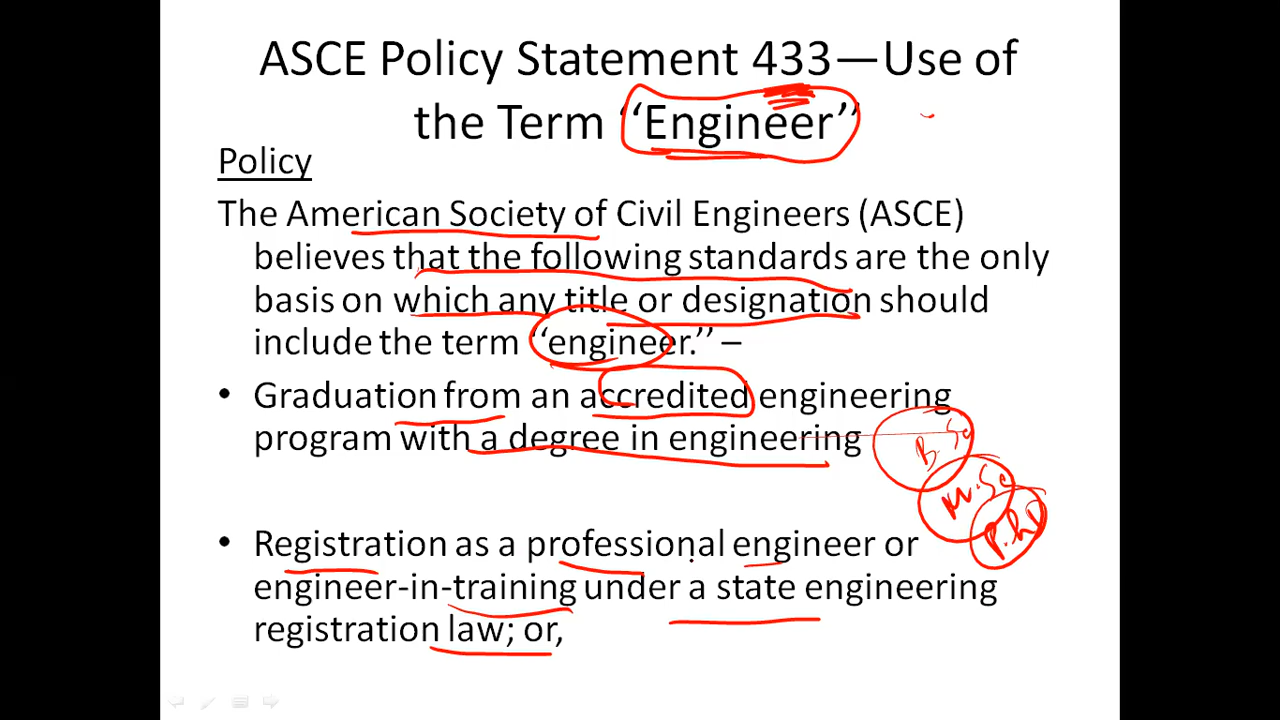 ASCE Policy Statement 433—Use of
the Term ‘‘Engineer’’
Policy
The American Society of Civil Engineers (ASCE)
believes that the following standards are the only
basis on which any title or designation should
include the term ‘‘engineer.’’ –
• Graduation from an accredited engineering
program with a degree in engineering
B.Sc
M.Sc
P.hD
• Registration as a professional engineer or
engineer-in-training under a state engineering
registration law; or,